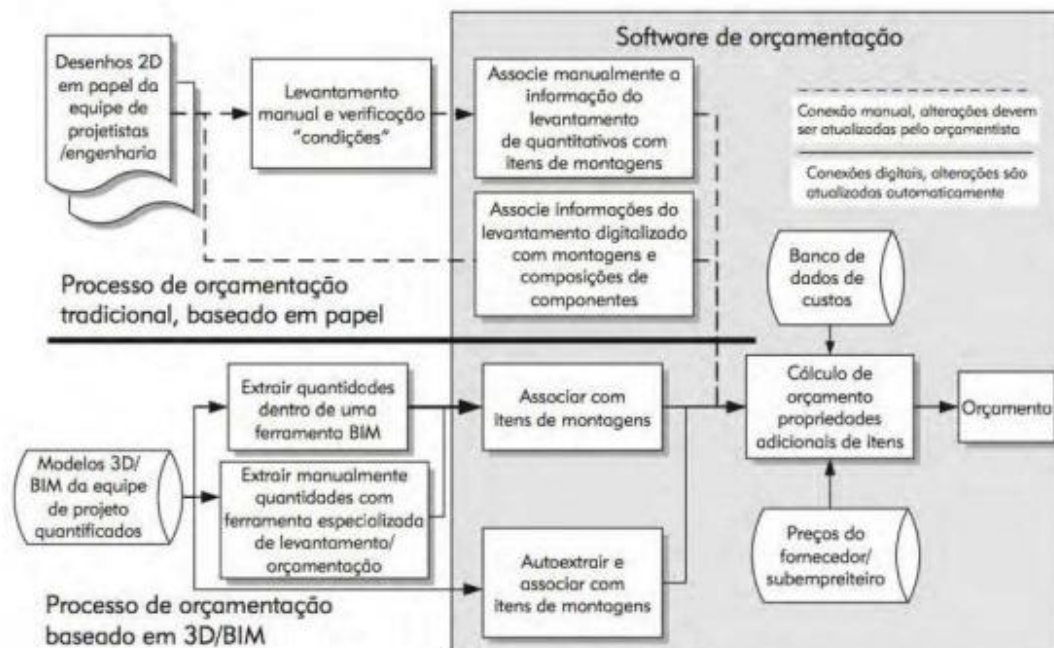 Software de orçamentação
Desenhos 2D
em papel da
equipe de
projetistas
/engenharia
Levantamento
manual e verificação
"condições"
Associe manualmente a
informação do
levantamento
de quantitativos com
itens de montagens
Conexão manual, alterações devem
ser atualizadas pelo orçamentista
Conexões digitais, alterações são
atualizadas automaticamente
Associe informações do
levantamento digitalizado
com montagens e
composições de
componentes
Banco de
dados de
custos
Processo de orçamentação
tradicional, baseado em papel
Extrair quantidades
dentro de uma
ferramenta BIM
Associar com
itens de montagens
Cálculo de
orçamento
propriedades
adicionais de itens
Orçamento
Modelos 3D/
BIM da equipe
de projeto
quantificados
Extrair manualmente
quantidades com
ferramenta especializada
de levantamento/
orçamentação
Autoextrair e
associar com
itens de montagens
Preços do
fornecedor/
subempreiteiro
Processo de orçamentação
baseado em 3D/BIM